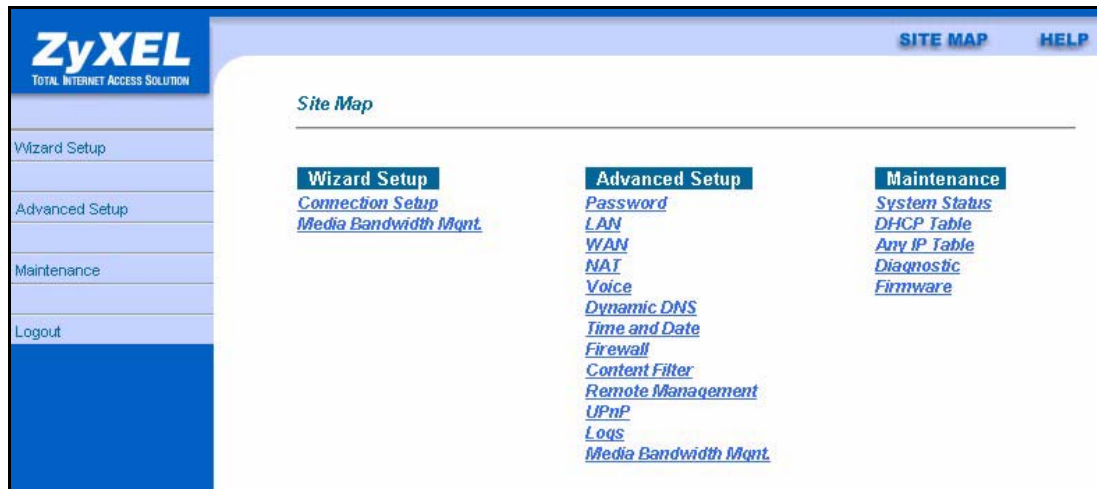 ZyXEL
TOTAL INTERNET ACCESS SOLUTION
SITE MAP HELP
Wizard Setup
Advanced Setup
Maintenance
Logout
Site Map
Wizard Setup
Connection Setup
Media Bandwidth Mgnt.
Advanced Setup
Password
LAN
WAN
NAT
Voice
Dynamic DNS
Time and Date
Firewall
Content Filter
Remote Management
UPnP
Logs
Media Bandwidth Mgnt.
Maintenance
System Status
DHCP Table
Any IP Table
Diagnostic
Firmware